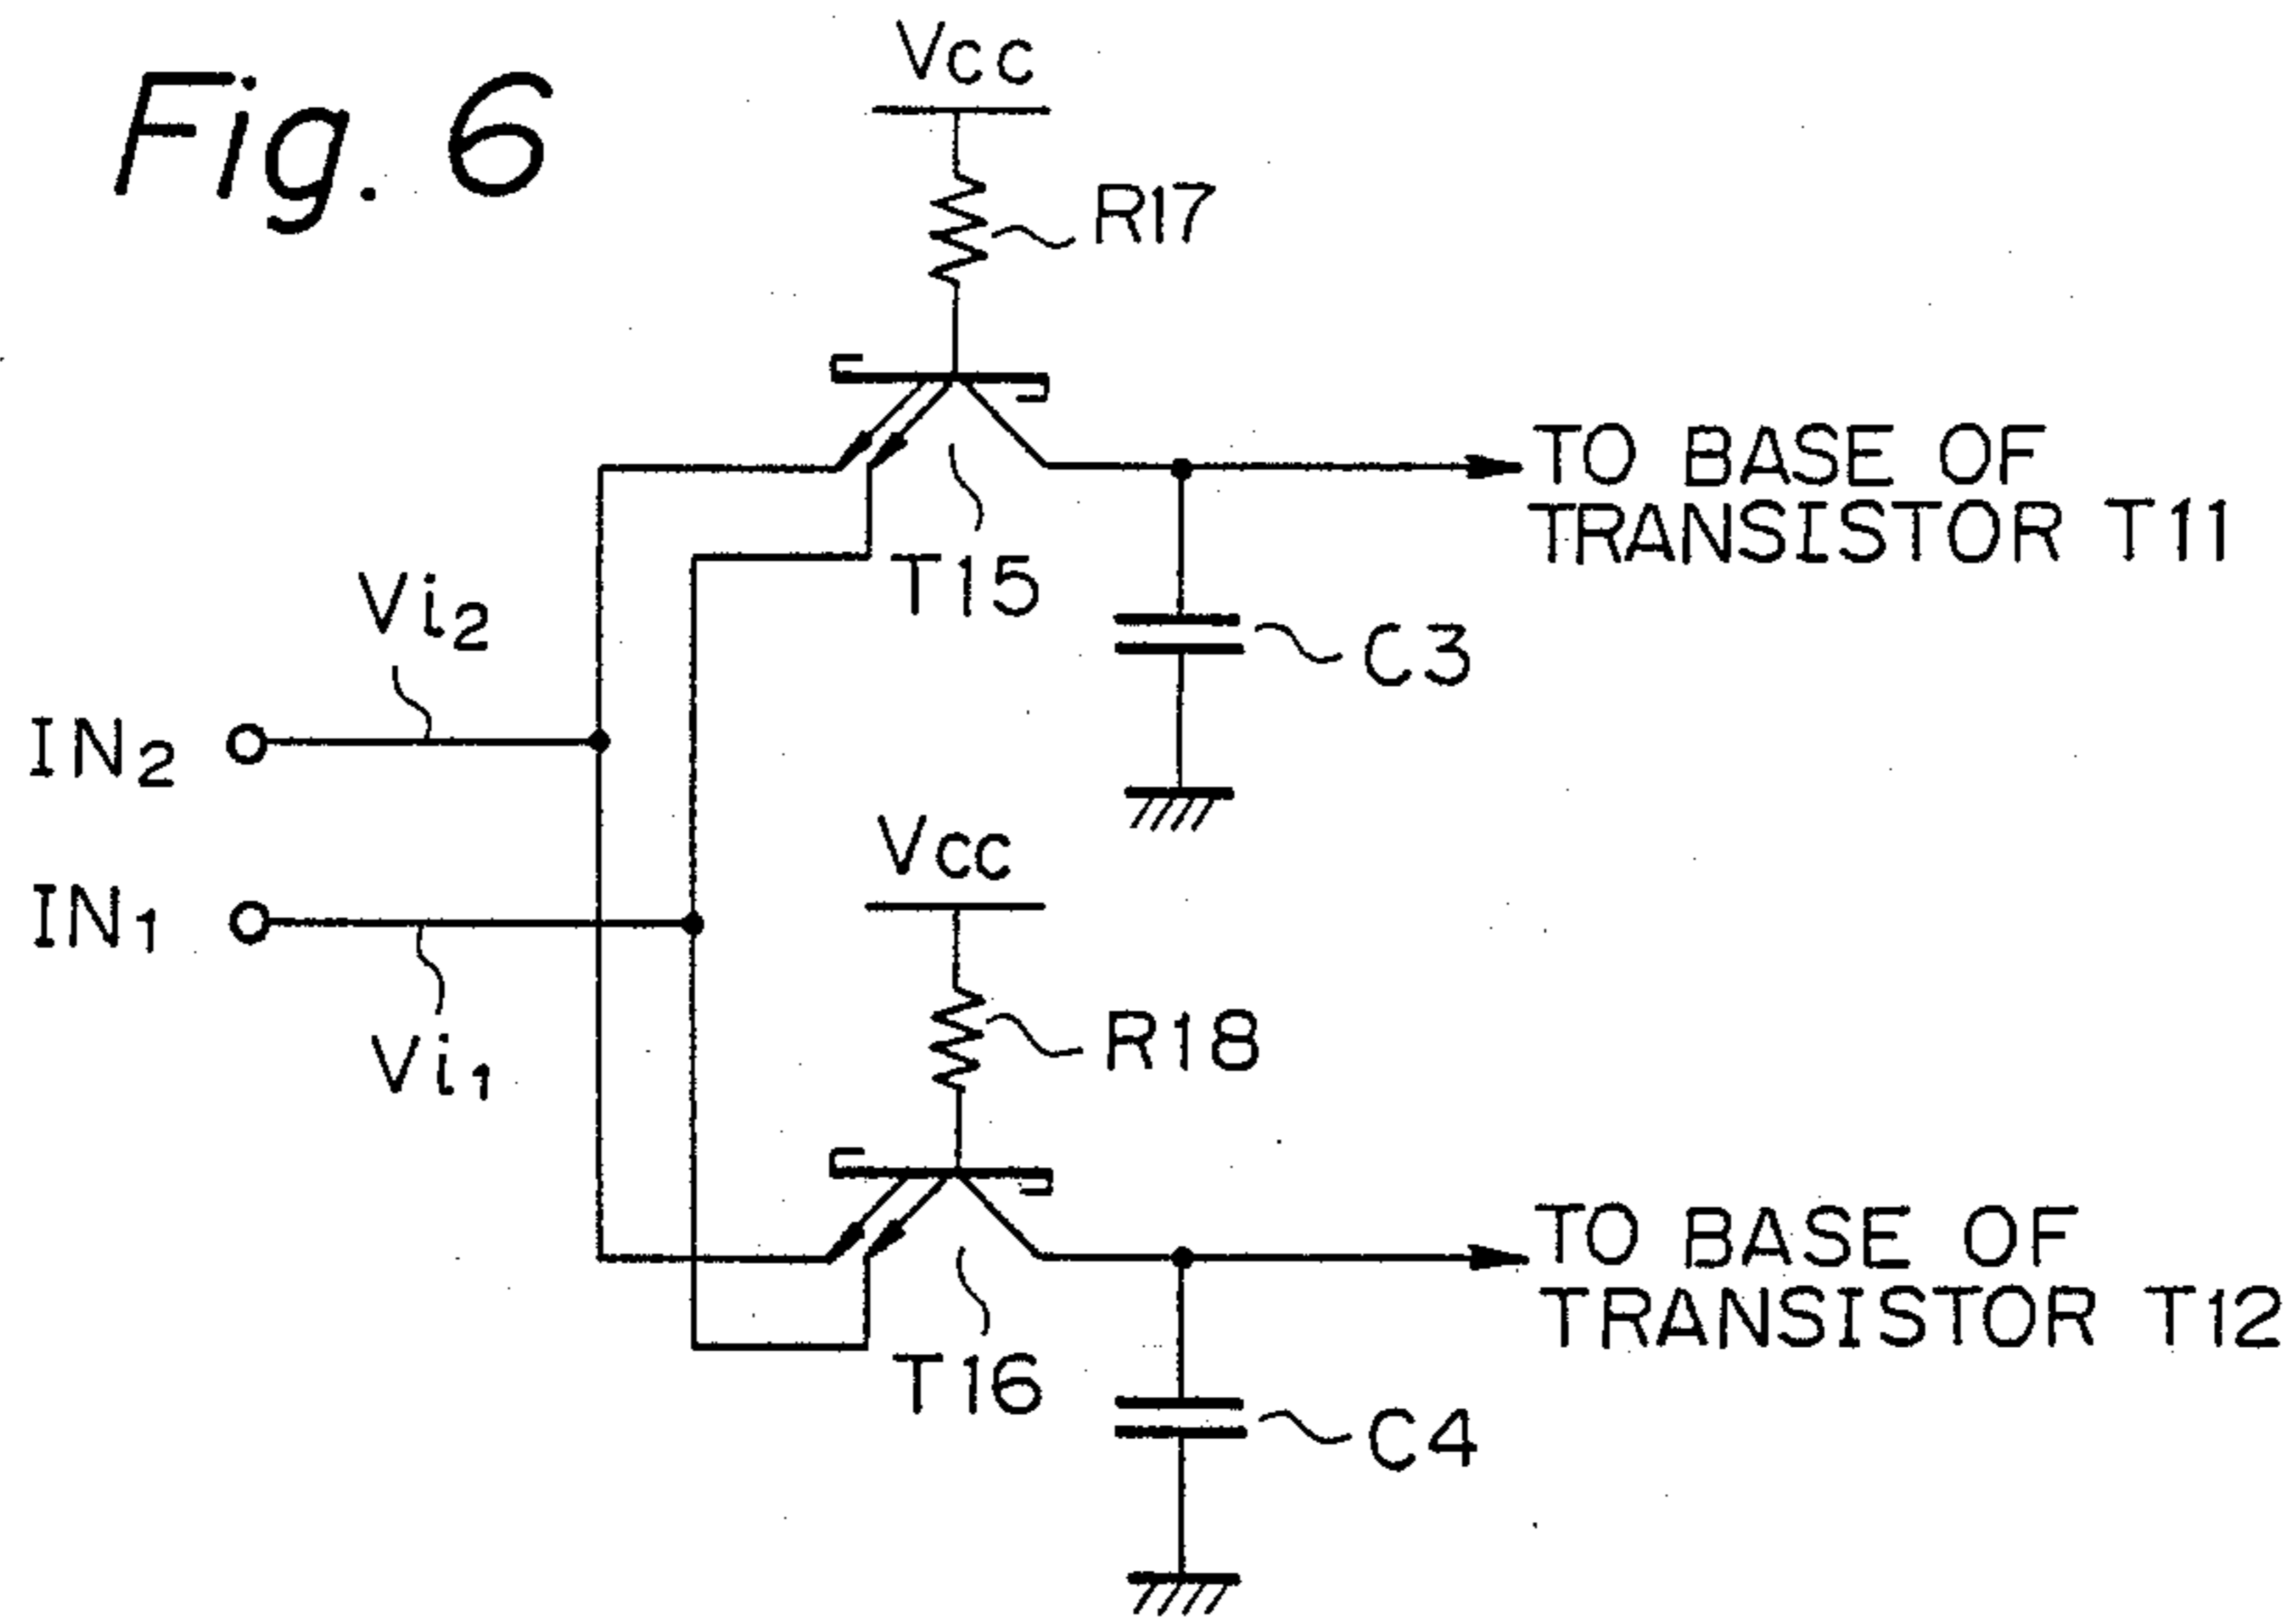 Fig. 6
Vcc
R17
TO BASE OF
TRANSISTOR T11
T15
Vi2
C3
IN2
Vcc
IN1
R18
Vi1
TO BASE OF
TRANSISTOR T12
T16
C4